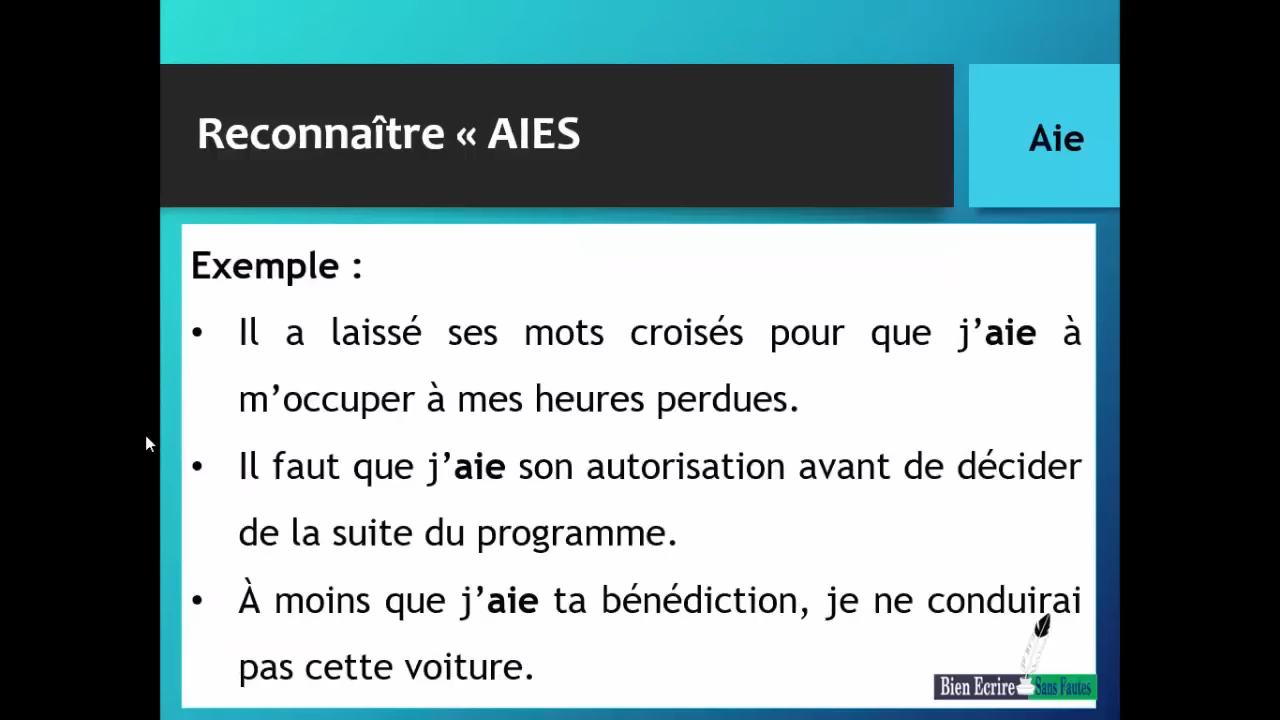 Reconnaître « AIES
Aie
Exemple :
• Il a laissé ses mots croisés pour que j’aie à
m’occuper à mes heures perdues.
• Il faut que j’aie son autorisation avant de décider
de la suite du programme.
• À moins que j’aie ta bénédiction, je ne conduirai
pas cette voiture.
Bien Ecrire Sans Fautes